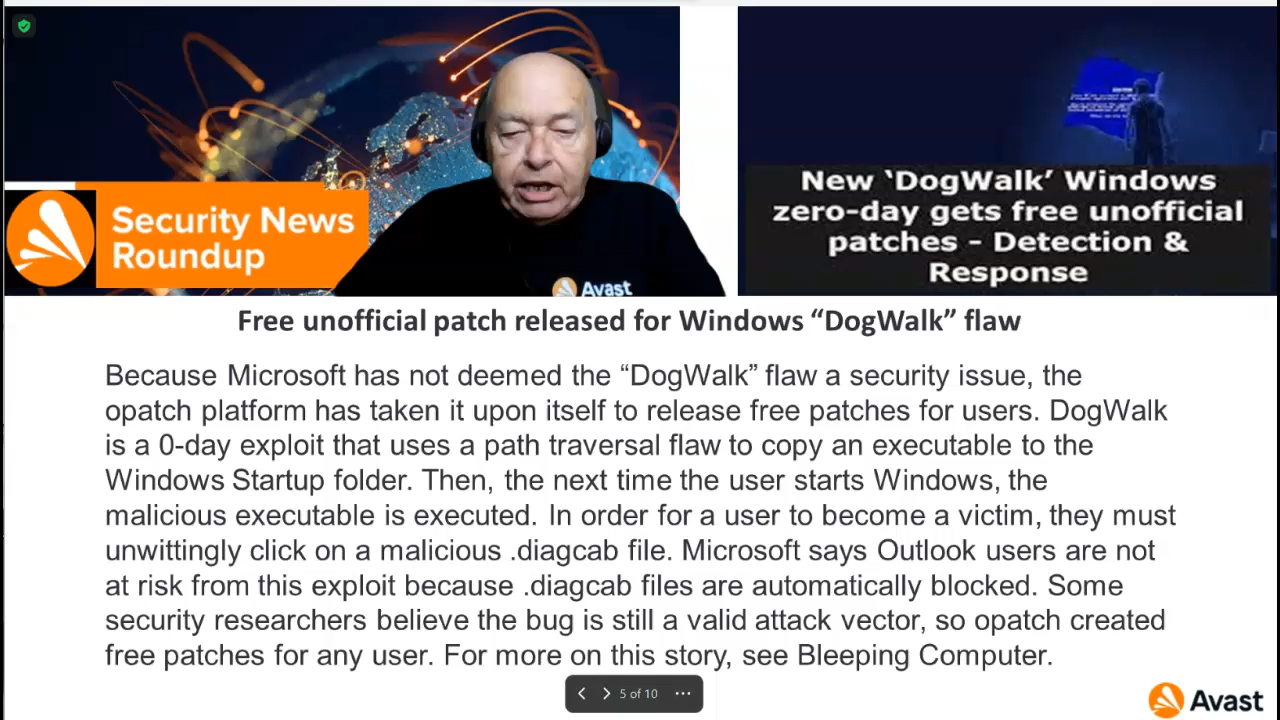 Security News
Roundup
Avast
New ‘DogWalk’ Windows
zero-day gets free unofficial
patches - Detection &
Response
Free unofficial patch released for Windows “DogWalk” flaw
Because Microsoft has not deemed the “DogWalk” flaw a security issue, the
opatch platform has taken it upon itself to release free patches for users. DogWalk
is a 0-day exploit that uses a path traversal flaw to copy an executable to the
Windows Startup folder. Then, the next time the user starts Windows, the
malicious executable is executed. In order for a user to become a victim, they must
unwittingly click on a malicious .diagcab file. Microsoft says Outlook users are not
at risk from this exploit because .diagcab files are automatically blocked. Some
security researchers believe the bug is still a valid attack vector, so opatch created
free patches for any user. For more on this story, see Bleeping Computer.
5 of 10
Avast